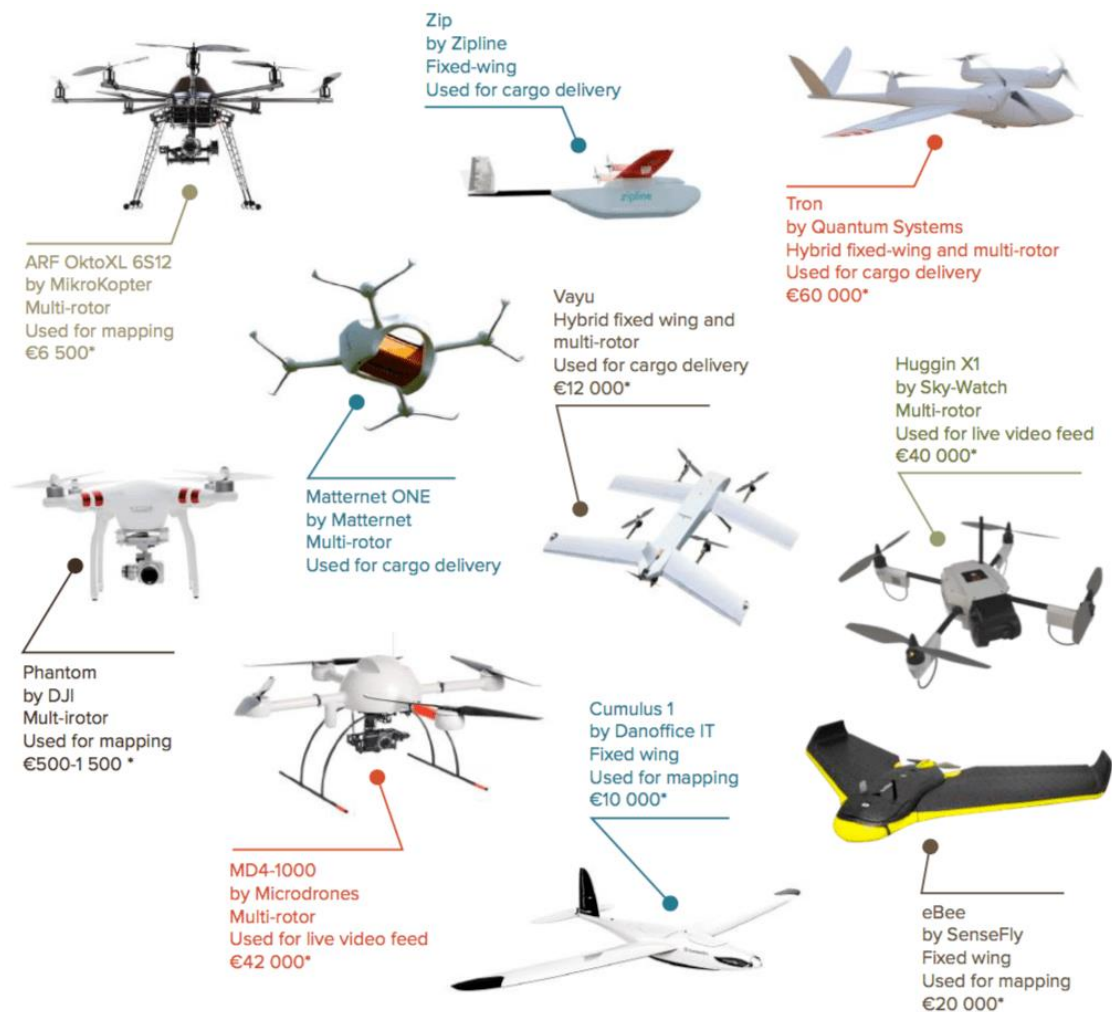 Zip
by Zipline
Fixed-wing
Used for cargo delivery
zipline
Tron
by Quantum Systems
Hybrid fixed-wing and multi-rotor
Used for cargo delivery
€60 000*
ARF OktoXL 6S12
by MikroKopter
Multi-rotor
Used for mapping
€6 500*
Vayu
Hybrid fixed wing and
multi-rotor
Used for cargo delivery
€12 000*
Huggin X1
by Sky-Watch
Multi-rotor
Used for live video feed
€40 000*
Matternet ONE
by Matternet
Multi-rotor
Used for cargo delivery
Phantom
by DJI
Mult-irotor
Used for mapping
€500-1 500 *
Cumulus 1
by Danoffice IT
Fixed wing
Used for mapping
€10 000*
MD4-1000
by Microdrones
Multi-rotor
Used for live video feed
€42 000*
eBee
by SenseFly
Fixed wing
Used for mapping
€20 000*